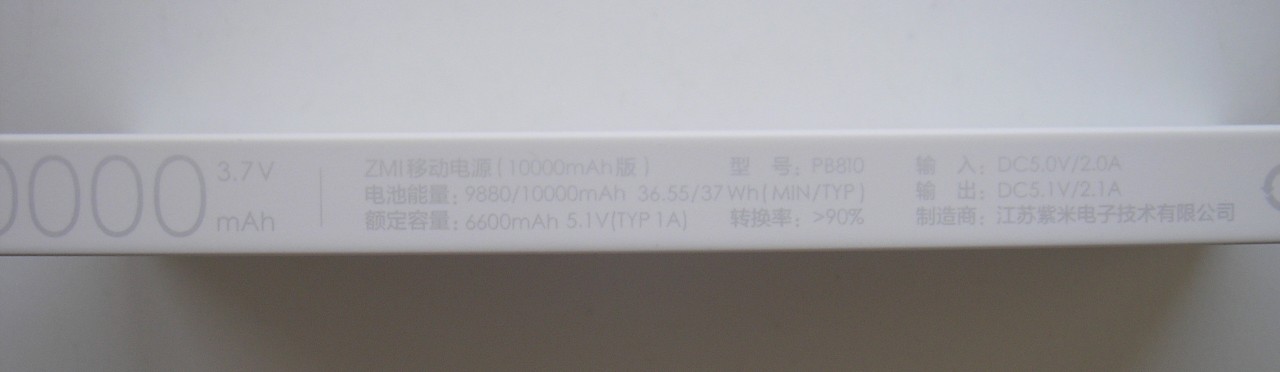 0000 3.7V
mAh
ZMI移动电源(10000mAh版)
电池能量: 9880/10000mAh 36.55/37 Wh(MIN/TYP)
额定容量: 6600mAh 5.1V(TYP 1A)
型 号: PB810
转换率: >90%
输 入: DC5.0V/2.0A
输 出: DC5.1V/2.1A
制造商: 江苏紫米电子技术有限公司